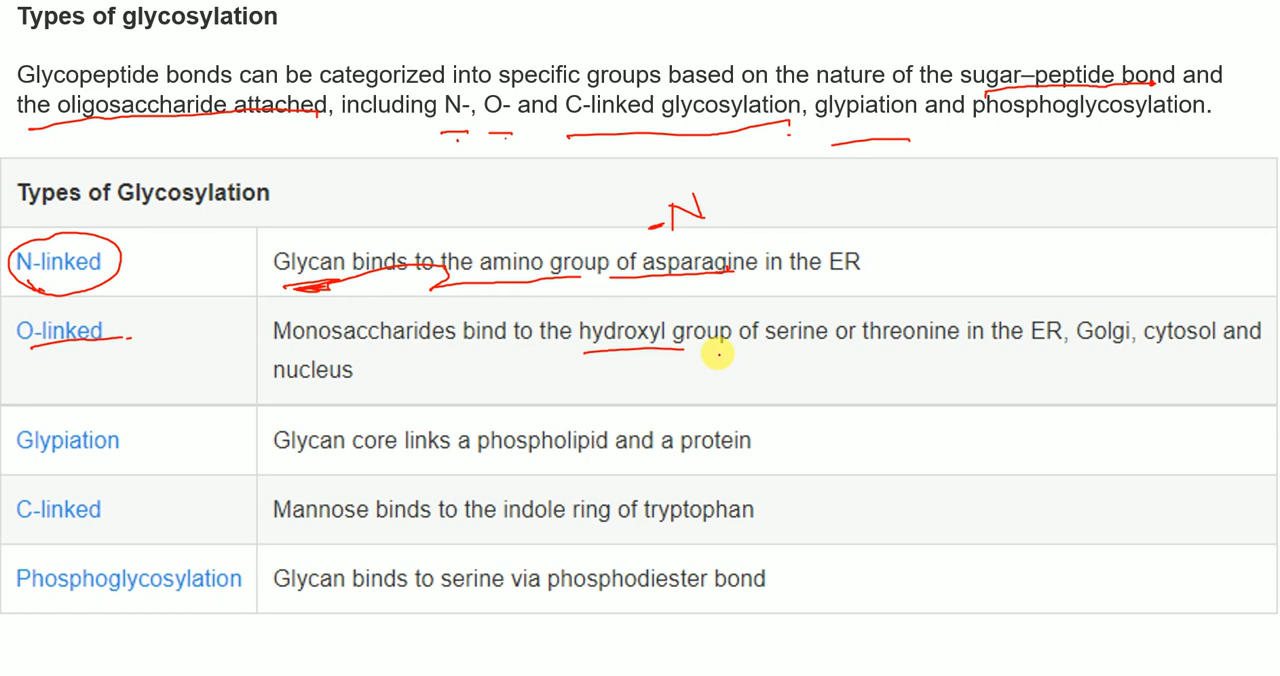 Types of glycosylation
Glycopeptide bonds can be categorized into specific groups based on the nature of the sugar–peptide bond and
the oligosaccharide attached, including N-, O- and C-linked glycosylation, glypiation and phosphoglycosylation.
Types of Glycosylation
-N
N-linked Glycan binds to the amino group of asparagine in the ER
O-linked Monosaccharides bind to the hydroxyl group of serine or threonine in the ER, Golgi, cytosol and
nucleus
Glypiation Glycan core links a phospholipid and a protein
C-linked Mannose binds to the indole ring of tryptophan
Phosphoglycosylation Glycan binds to serine via phosphodiester bond